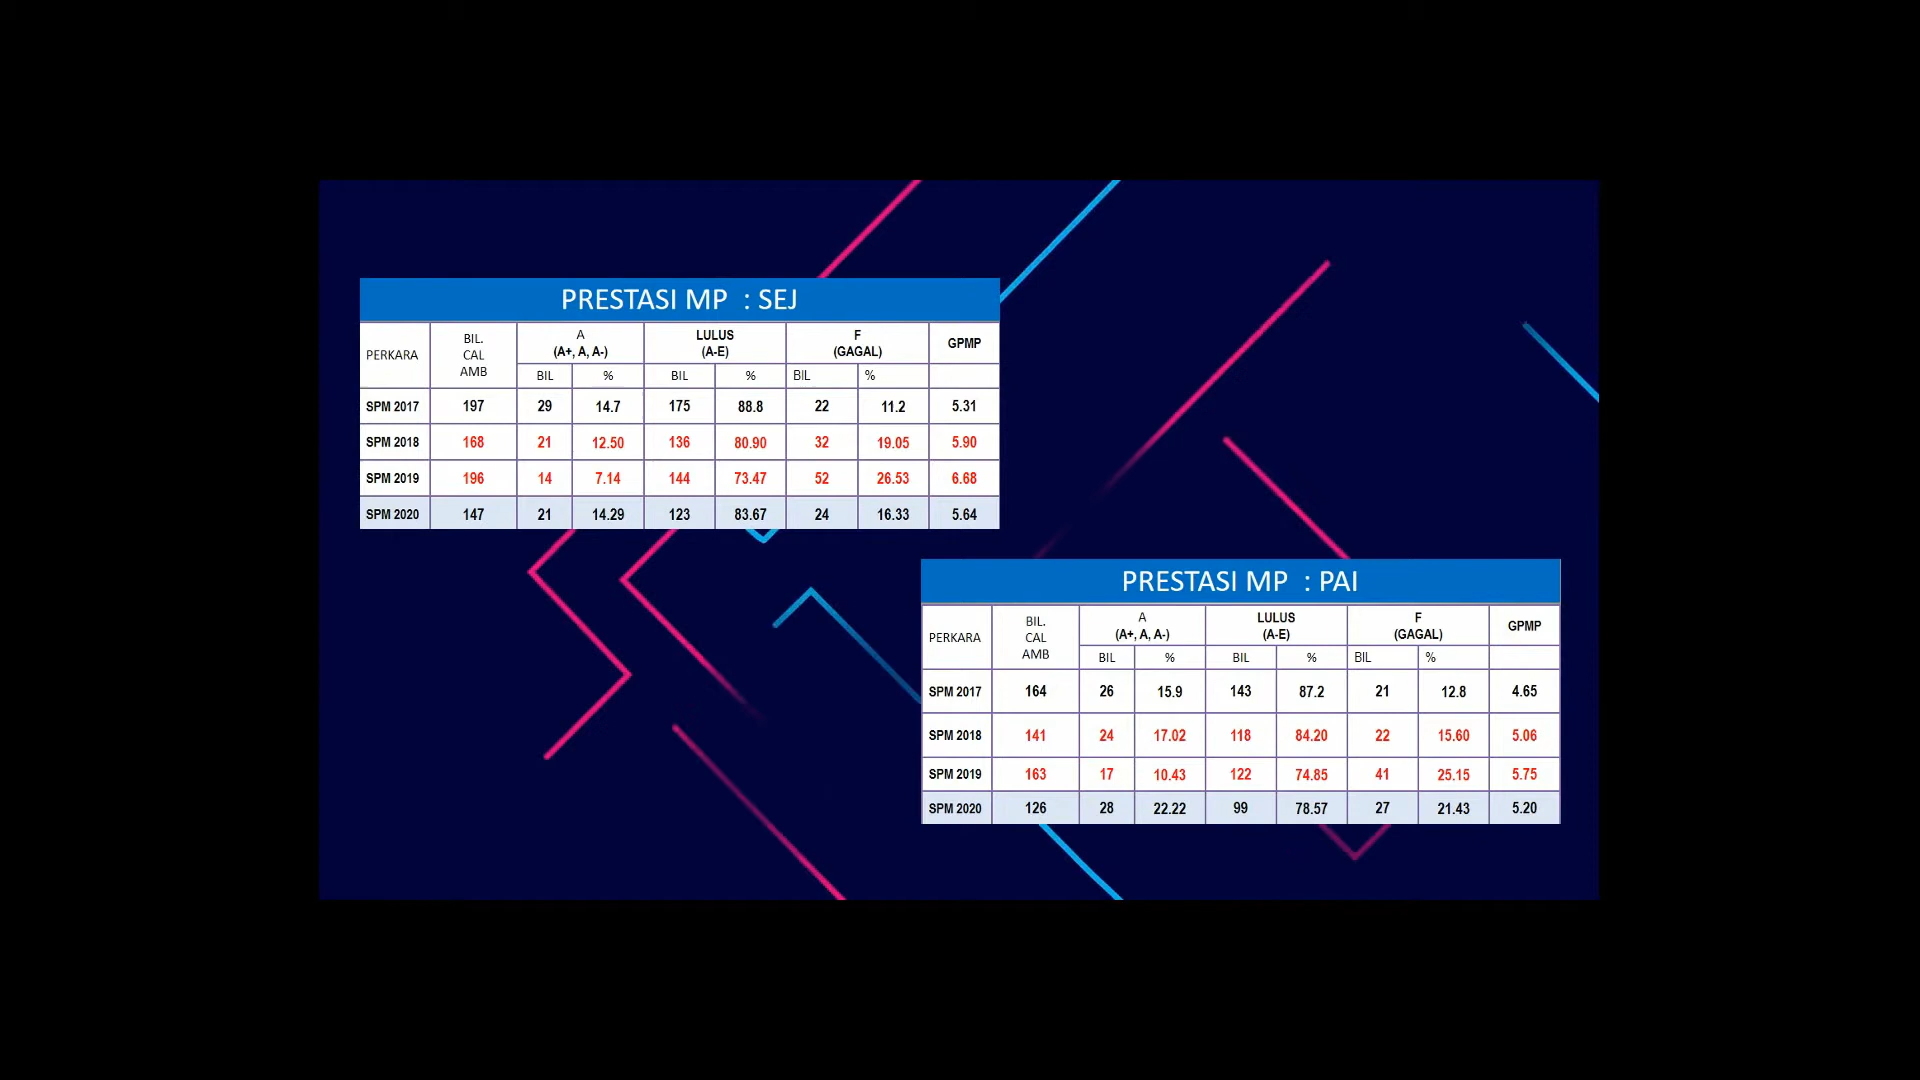 PRESTASI MP : SEJ
PERKARA BIL. CAL AMB A (A+, A, A-) LULUS (A-E) F (GAGAL) GPMP
BIL % BIL % BIL %
SPM 2017 197 29 14.7 175 88.8 22 11.2 5.31
SPM 2018 168 21 12.50 136 80.90 32 19.05 5.90
SPM 2019 196 14 7.14 144 73.47 52 26.53 6.68
SPM 2020 147 21 14.29 123 83.67 24 16.33 5.64
PRESTASI MP : PAI
PERKARA BIL. CAL AMB A (A+, A, A-) LULUS (A-E) F (GAGAL) GPMP
BIL % BIL % BIL %
SPM 2017 164 26 15.9 143 87.2 21 12.8 4.65
SPM 2018 141 24 17.02 118 84.20 22 15.60 5.06
SPM 2019 163 17 10.43 122 74.85 41 25.15 5.75
SPM 2020 126 28 22.22 99 78.57 27 21.43 5.20